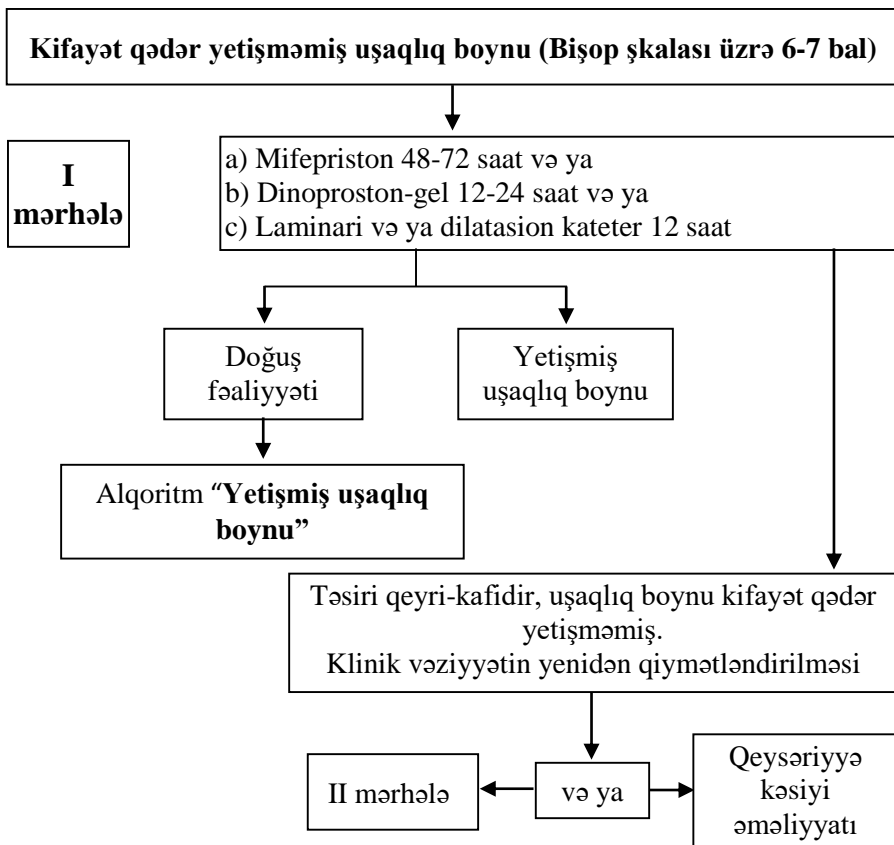 Kifayət qədər yetişməmiş uşaqlıq boynu (Bişop şkalası üzrə 6-7 bal)
I
mərhələ
a) Mifepriston 48-72 saat və ya
b) Dinoproston-gel 12-24 saat və ya
c) Laminari və ya dilatasion kateter 12 saat
Doğuş
fəaliyyəti
Yetişmiş
uşaqlıq boynu
Alqoritm “Yetişmiş uşaqlıq
boynu”
Təsiri qeyri-kafidir, uşaqlıq boynu kifayət qədər
yetişməmiş.
Klinik vəziyyətin yenidən qiymətləndirilməsi
II mərhələ
və ya
Qeysəriyyə
kəsiyi
əməliyyatı